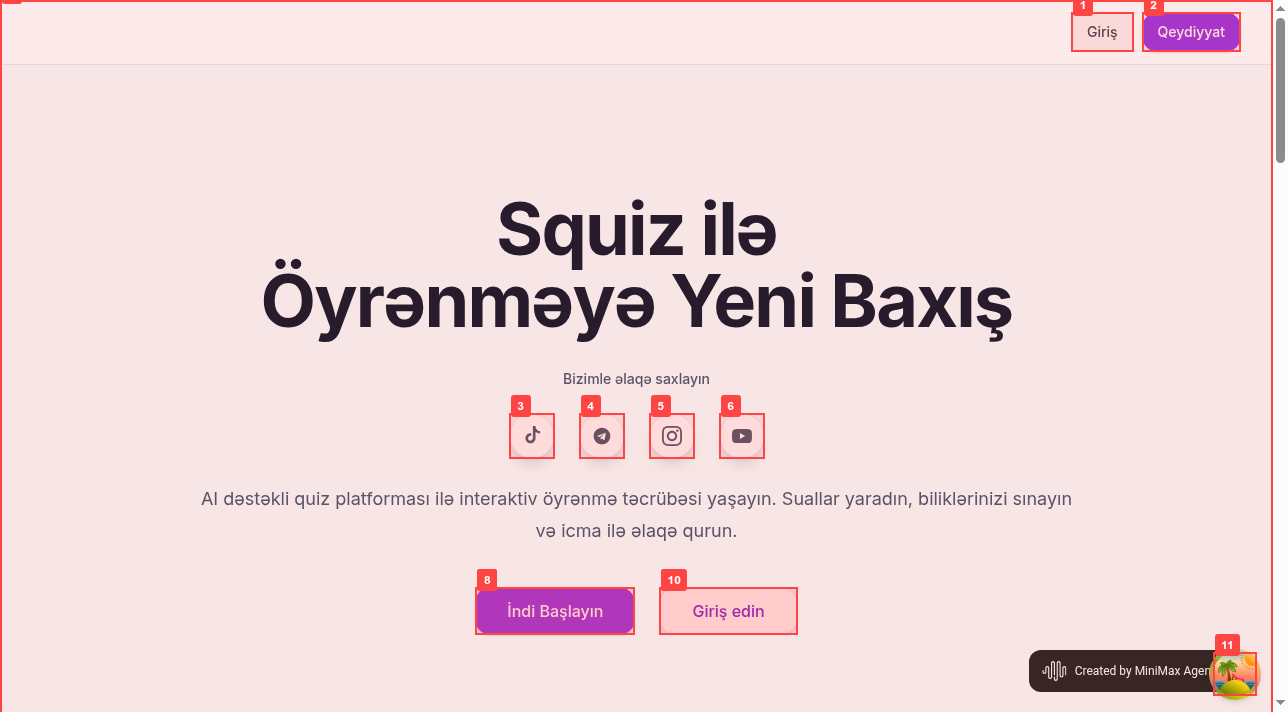 1
2
Giriş
Qeydiyyat
Squiz ilə
Öyrənməyə Yeni Baxış
Bizimle əlaqə saxlayın
3
4
5
6
AI dəstəkli quiz platforması ilə interaktiv öyrənmə təcrübəsi yaşayın. Suallar yaradın, biliklərinizi sınayın
və icma ilə əlaqə qurun.
8
10
İndi Başlayın
Giriş edin
11
Created by MiniMax